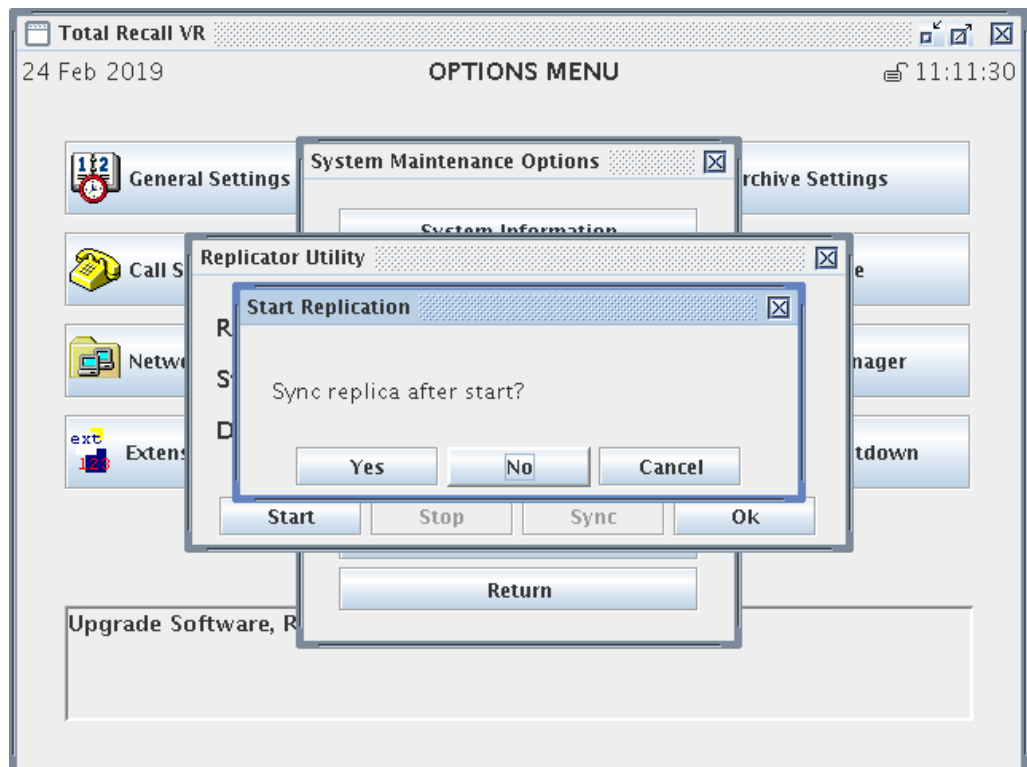 Total Recall VR
24 Feb 2019 OPTIONS MENU 11:11:30
System Maintenance Options
General Settings
rchive Settings
System Information
Replicator Utility
Call S
e
Start Replication
R
Netwo
nager
S
Sync replica after start?
D
ext
123
Extens
tdown
Yes No Cancel
Start Stop Sync Ok
Return
Upgrade Software, R